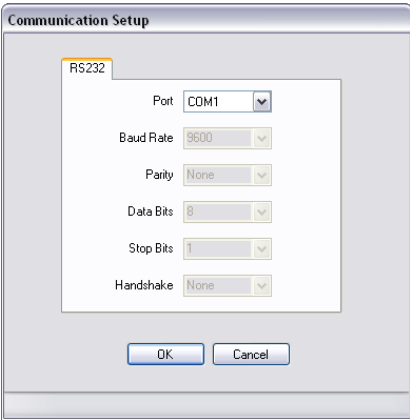 Communication Setup
RS232
Port COM1
Baud Rate 9600
Parity None
Data Bits 8
Stop Bits 1
Handshake None
OK Cancel